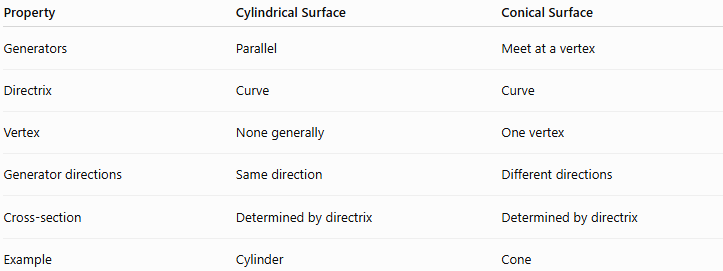 Property Cylindrical Surface Conical Surface
Generators Parallel Meet at a vertex
Directrix Curve Curve
Vertex None generally One vertex
Generator directions Same direction Different directions
Cross-section Determined by directrix Determined by directrix
Example Cylinder Cone